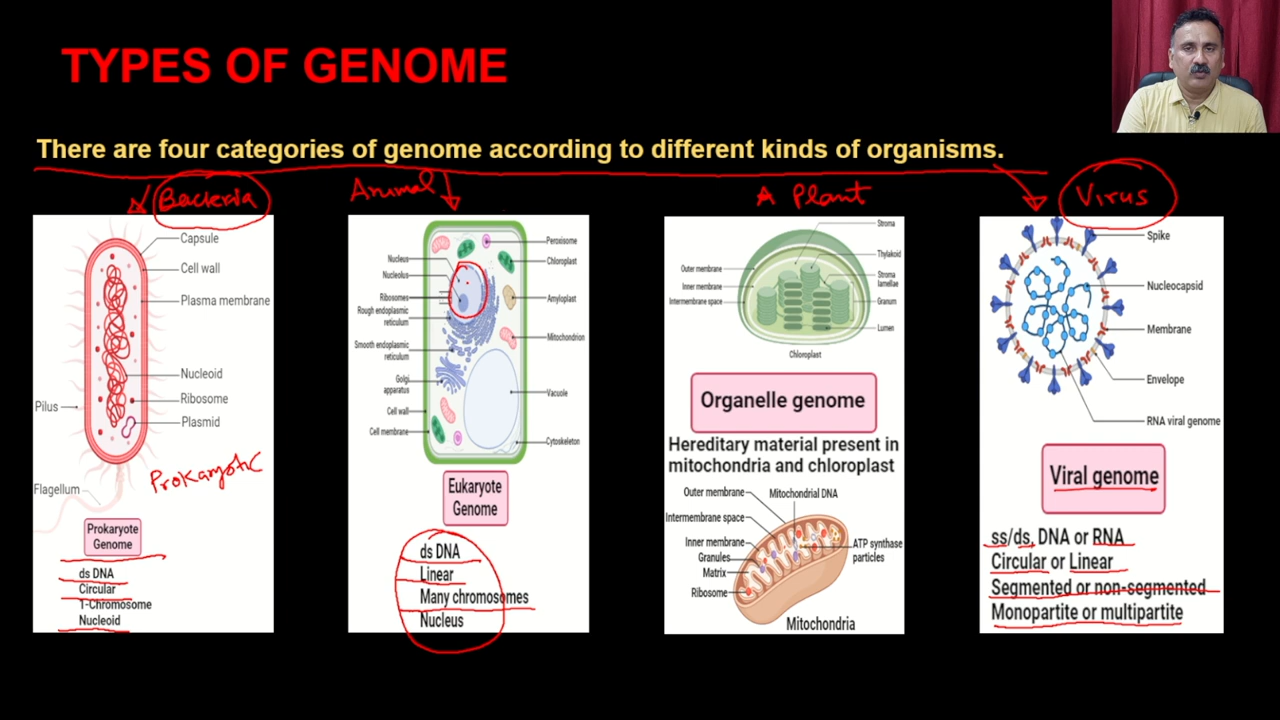 TYPES OF GENOME
There are four categories of genome according to different kinds of organisms.
Bacteria
Capsule
Cell wall
Plasma membrane
Nucleoid
Ribosome
Pilus
Plasmid
Prokaryotic
Flagellum
Prokaryote
Genome
ds DNA
Circular
1-Chromosome
Nucleoid
Animal
Nucleus
Nucleolus
Ribosomes
Rough endoplasmic
reticulum
Smooth endoplasmic
reticulum
Golgi
apparatus
Cell wall
Cell membrane
Peroxisome
Chloroplast
Amyloplast
Mitochondrion
Vacuole
Cytoskeleton
Eukaryote
Genome
ds DNA
Linear
Many chromosomes
Nucleus
Plant
Stroma
Outer membrane
Inner membrane
Intermembrane space
Thylakoid
Stroma
lamellae
Granum
Lumen
Chloroplast
Organelle genome
Hereditary material present in
mitochondria and chloroplast
Outer membrane
Mitochondrial DNA
Intermembrane space
Inner membrane
Granules
Matrix
Ribosome
ATP synthase
particles
Mitochondria
Virus
Spike
Nucleocapsid
Membrane
Envelope
RNA viral genome
Viral genome
ss/ds, DNA or RNA
Circular or Linear
Segmented or non-segmented
Monopartite or multipartite